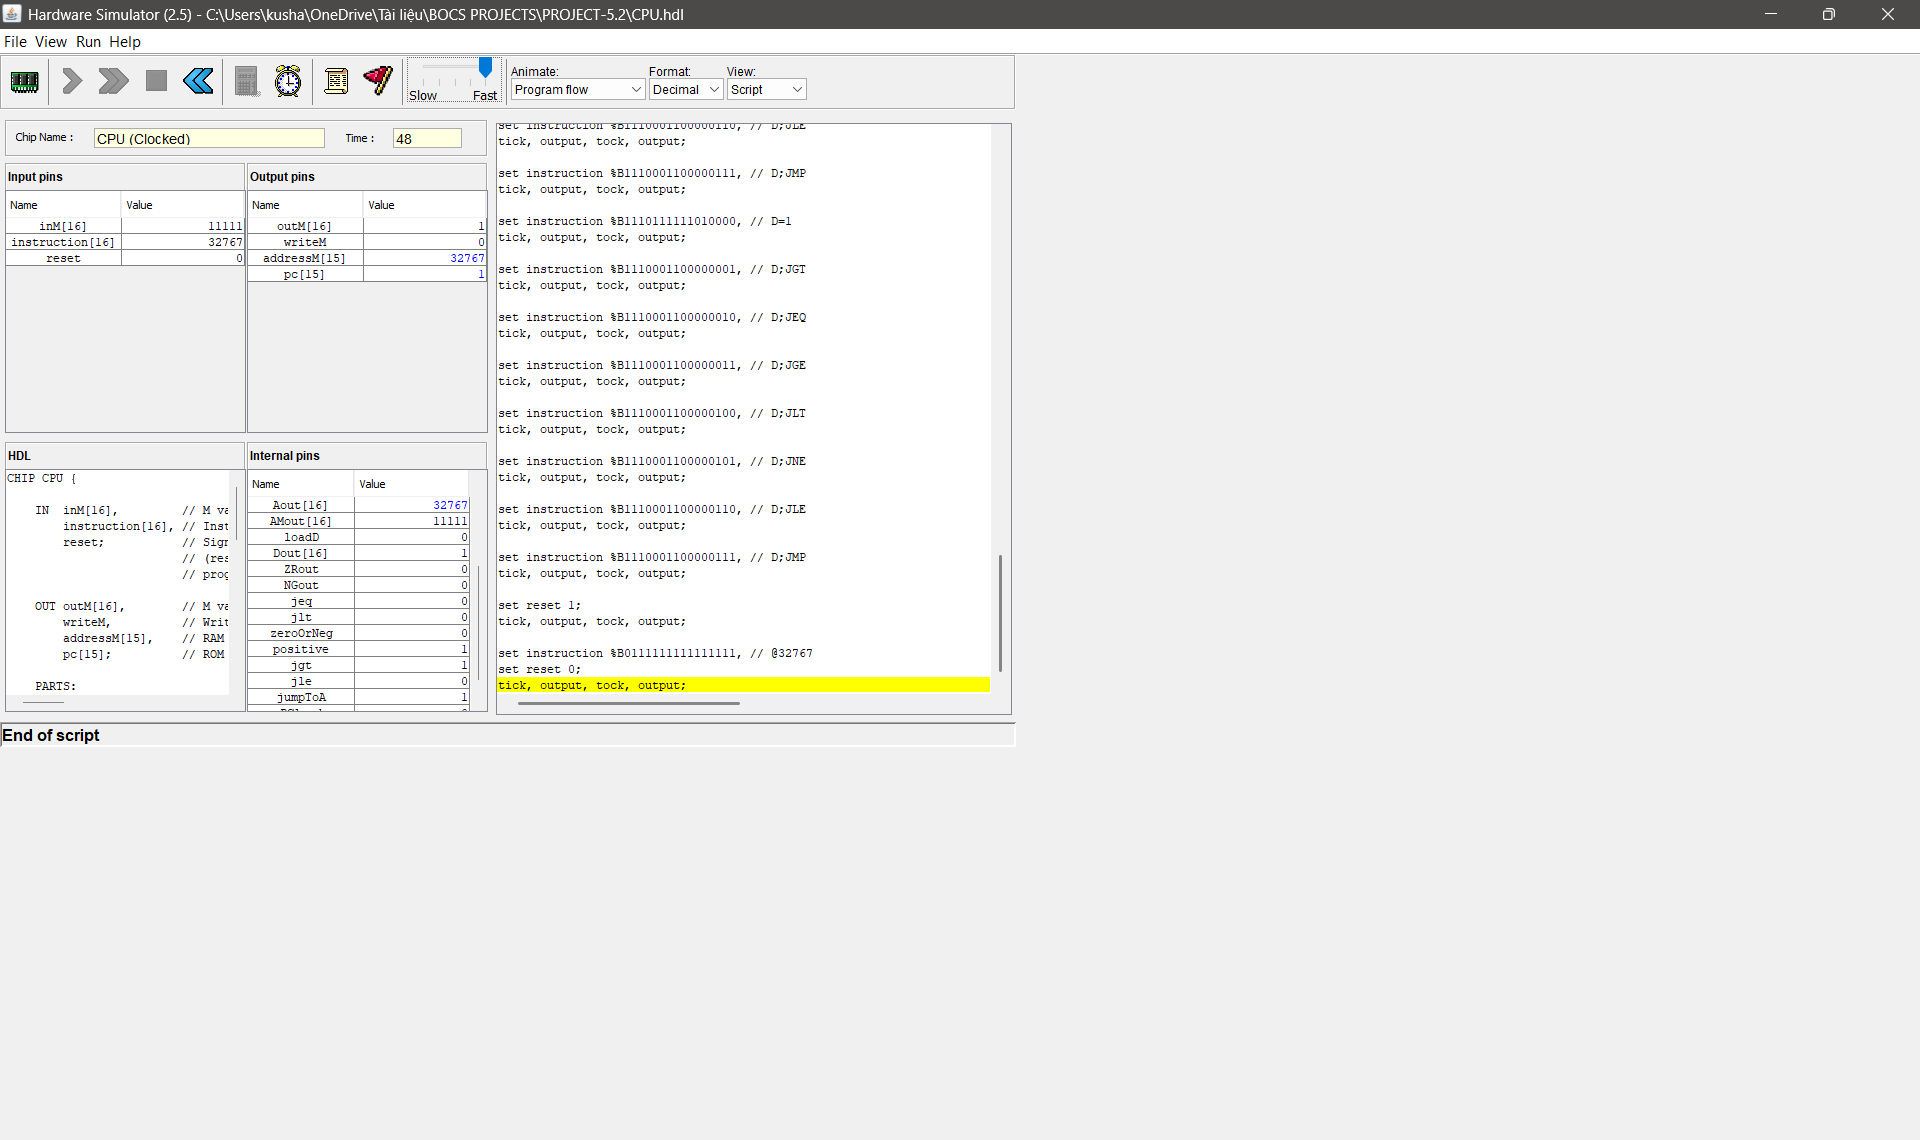 Hardware Simulator (2.5) - C:\Users\kusha\OneDrive\Tài liệu\BOCS PROJECTS\PROJECT-5.2\CPU.hdl
File View Run Help
Slow Fast
Animate: Format: View:
Program flow Decimal Script
Chip Name : CPU (Clocked) Time : 48
Input pins
Name Value
inM[16] 11111
instruction[16] 32767
reset 0
Output pins
Name Value
outM[16] 1
writeM 0
addressM[15] 32767
pc[15] 1
HDL
CHIP CPU {
IN inM[16], // M va
instruction[16], // Inst
reset; // Sign
// (res
// prog
OUT outM[16], // M va
writeM, // Writ
addressM[15], // RAM
pc[15]; // ROM
PARTS:
Internal pins
Name Value
Aout[16] 32767
AMout[16] 11111
loadD 0
Dout[16] 1
ZRout 0
NGout 0
jeq 0
jlt 0
zeroOrNeg 0
positive 1
jgt 1
jle 0
jumpToA 1
set instruction %B1110001100000110, // D;JLE
tick, output, tock, output;
set instruction %B1110001100000111, // D;JMP
tick, output, tock, output;
set instruction %B1110111111010000, // D=1
tick, output, tock, output;
set instruction %B1110001100000001, // D;JGT
tick, output, tock, output;
set instruction %B1110001100000010, // D;JEQ
tick, output, tock, output;
set instruction %B1110001100000011, // D;JGE
tick, output, tock, output;
set instruction %B1110001100000100, // D;JLT
tick, output, tock, output;
set instruction %B1110001100000101, // D;JNE
tick, output, tock, output;
set instruction %B1110001100000110, // D;JLE
tick, output, tock, output;
set instruction %B1110001100000111, // D;JMP
tick, output, tock, output;
set reset 1;
tick, output, tock, output;
set instruction %B0111111111111111, // @32767
set reset 0;
tick, output, tock, output;
End of script